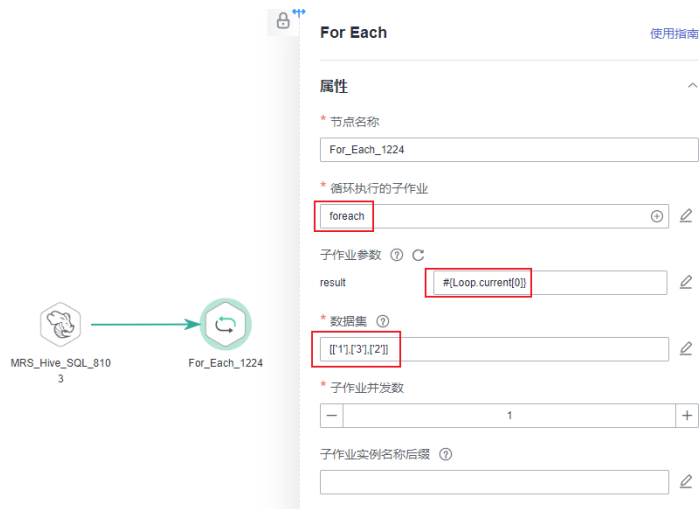 For Each
使用指南
属性
* 节点名称
For_Each_1224
* 循环执行的子作业
foreach
子作业参数
result
#{Loop.current[0]}
* 数据集
[['1'],['3'],['2']]
* 子作业并发数
1
子作业实例名称后缀
MRS_Hive_SQL_810
3
For_Each_1224